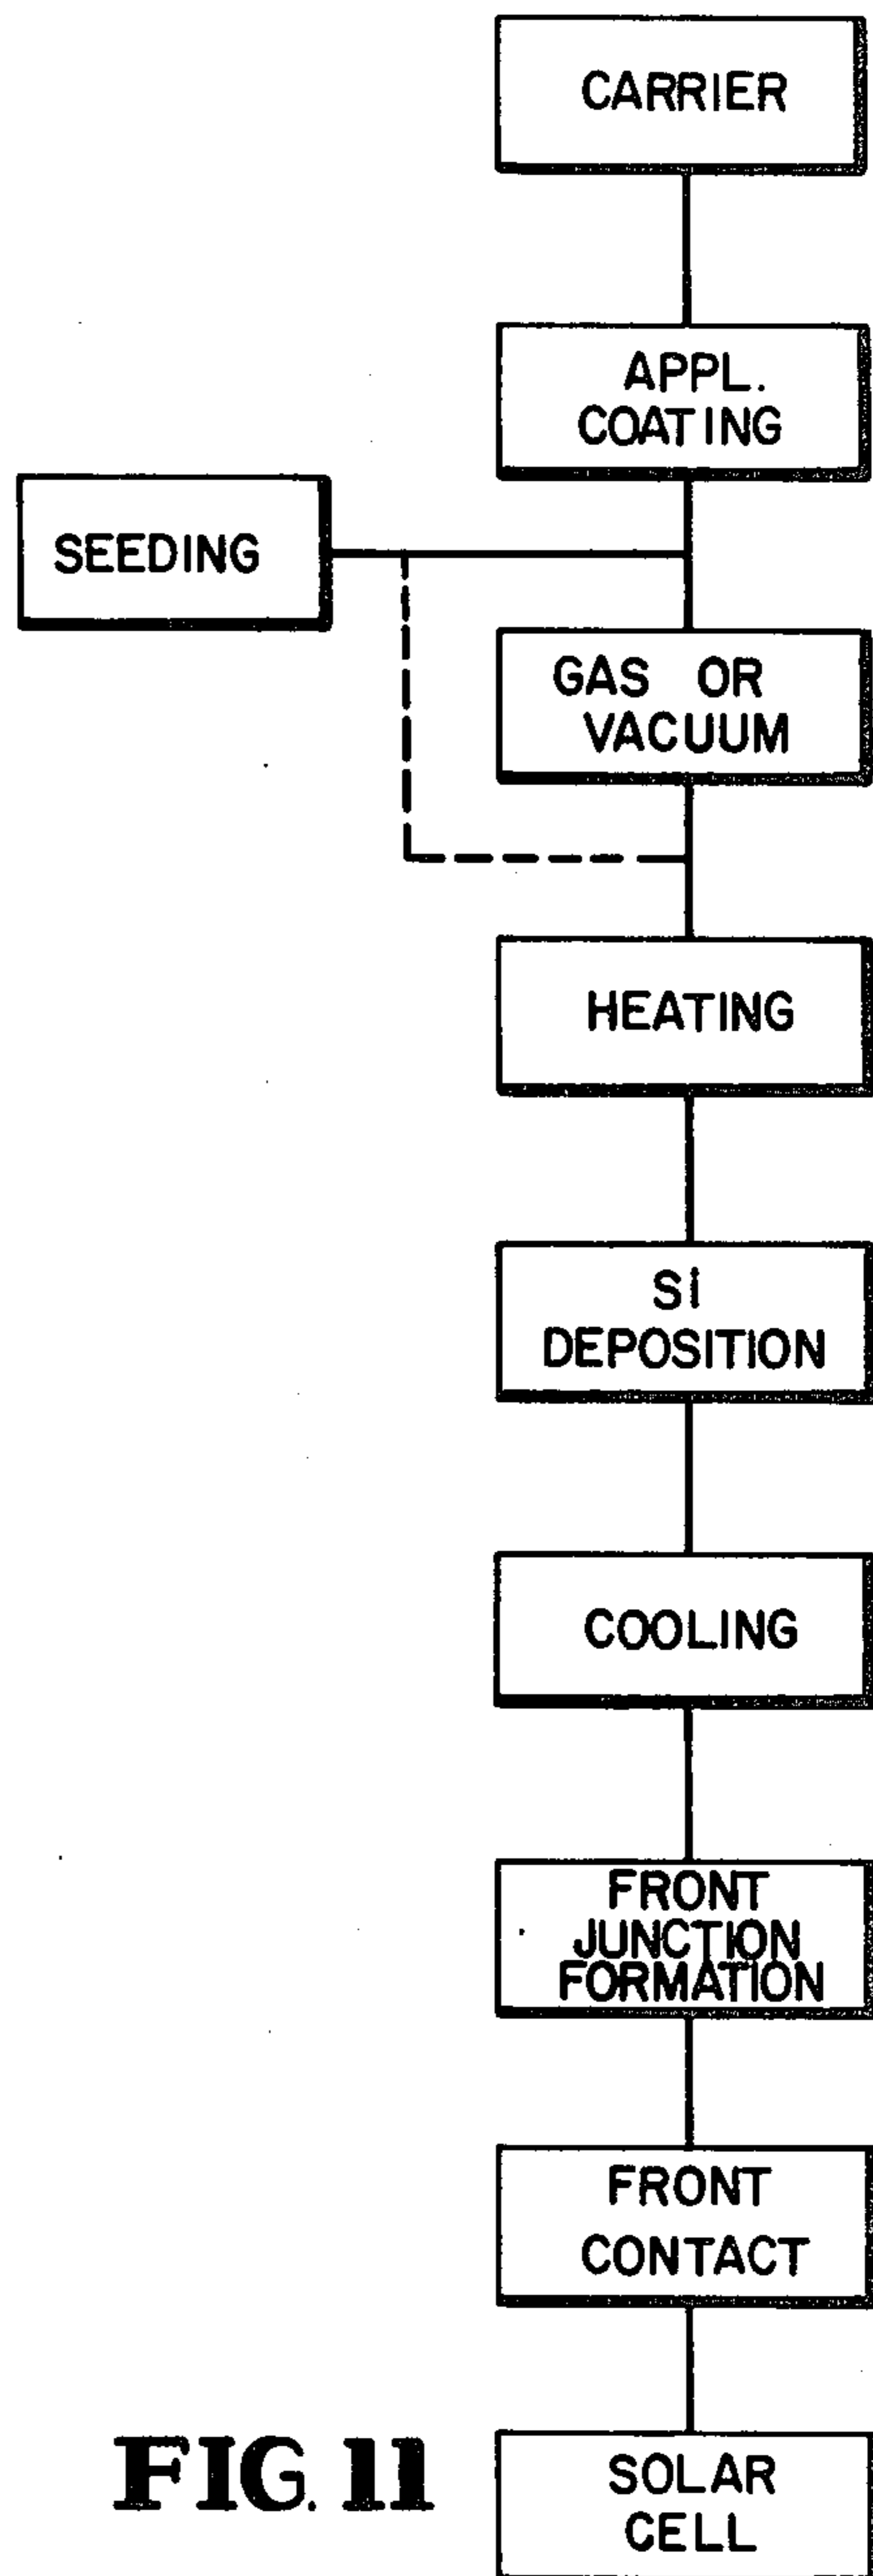 CARRIER
APPL.
COATING
SEEDING
GAS OR
VACUUM
HEATING
Si
DEPOSITION
COOLING
FRONT
JUNCTION
FORMATION
FRONT
CONTACT
SOLAR
CELL
FIG. 11